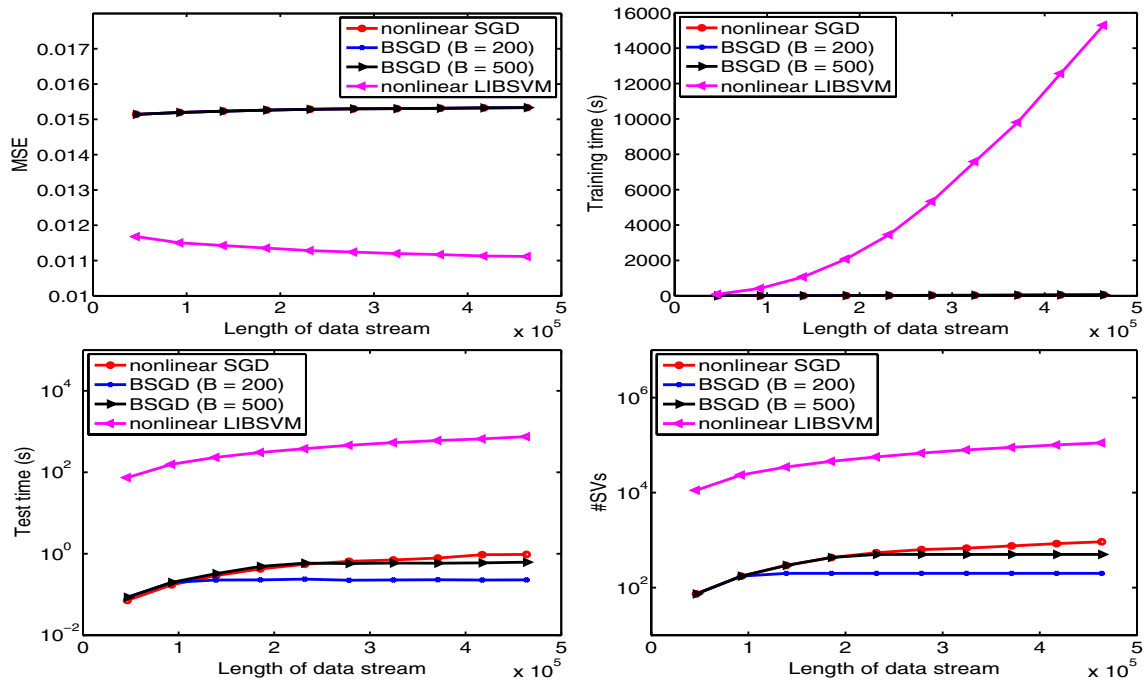 0.017
0.016
0.015
0.014
0.013
0.012
0.011
0.01
MSE
nonlinear SGD
BSGD (B = 200)
BSGD (B = 500)
nonlinear LIBSVM
0 1 2 3 4 5
Length of data stream
x 10^5
16000
14000
12000
10000
8000
6000
4000
2000
0
Training time (s)
nonlinear SGD
BSGD (B = 200)
BSGD (B = 500)
nonlinear LIBSVM
0 1 2 3 4 5
Length of data stream
x 10^5
10^4
10^2
10^0
10^−2
Test time (s)
nonlinear SGD
BSGD (B = 200)
BSGD (B = 500)
nonlinear LIBSVM
0 1 2 3 4 5
Length of data stream
x 10^5
10^6
10^4
10^2
#SVs
nonlinear SGD
BSGD (B = 200)
BSGD (B = 500)
nonlinear LIBSVM
0 1 2 3 4 5
Length of data stream
x 10^5